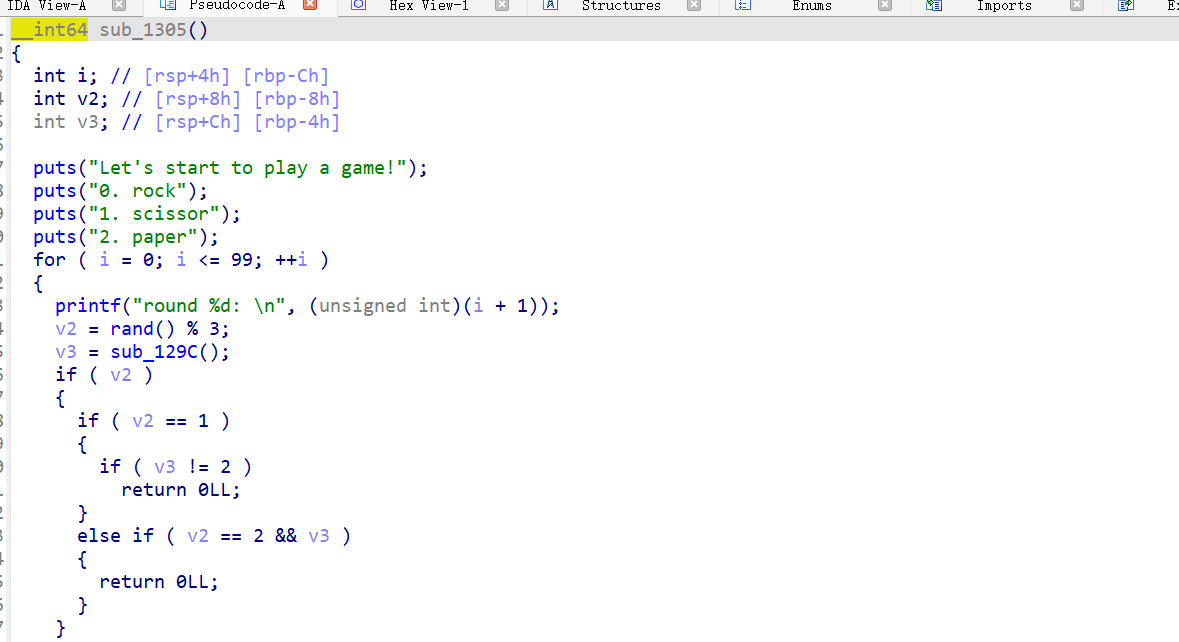 IDA View-A Pseudocode-A Hex View-1 Structures Enums Imports
__int64 sub_1305()
{
int i; // [rsp+4h] [rbp-Ch]
int v2; // [rsp+8h] [rbp-8h]
int v3; // [rsp+Ch] [rbp-4h]
puts("Let's start to play a game!");
puts("0. rock");
puts("1. scissor");
puts("2. paper");
for ( i = 0; i <= 99; ++i )
{
printf("round %d: \n", (unsigned int)(i + 1));
v2 = rand() % 3;
v3 = sub_129C();
if ( v2 )
{
if ( v2 == 1 )
{
if ( v3 != 2 )
return 0LL;
}
else if ( v2 == 2 && v3 )
{
return 0LL;
}
}